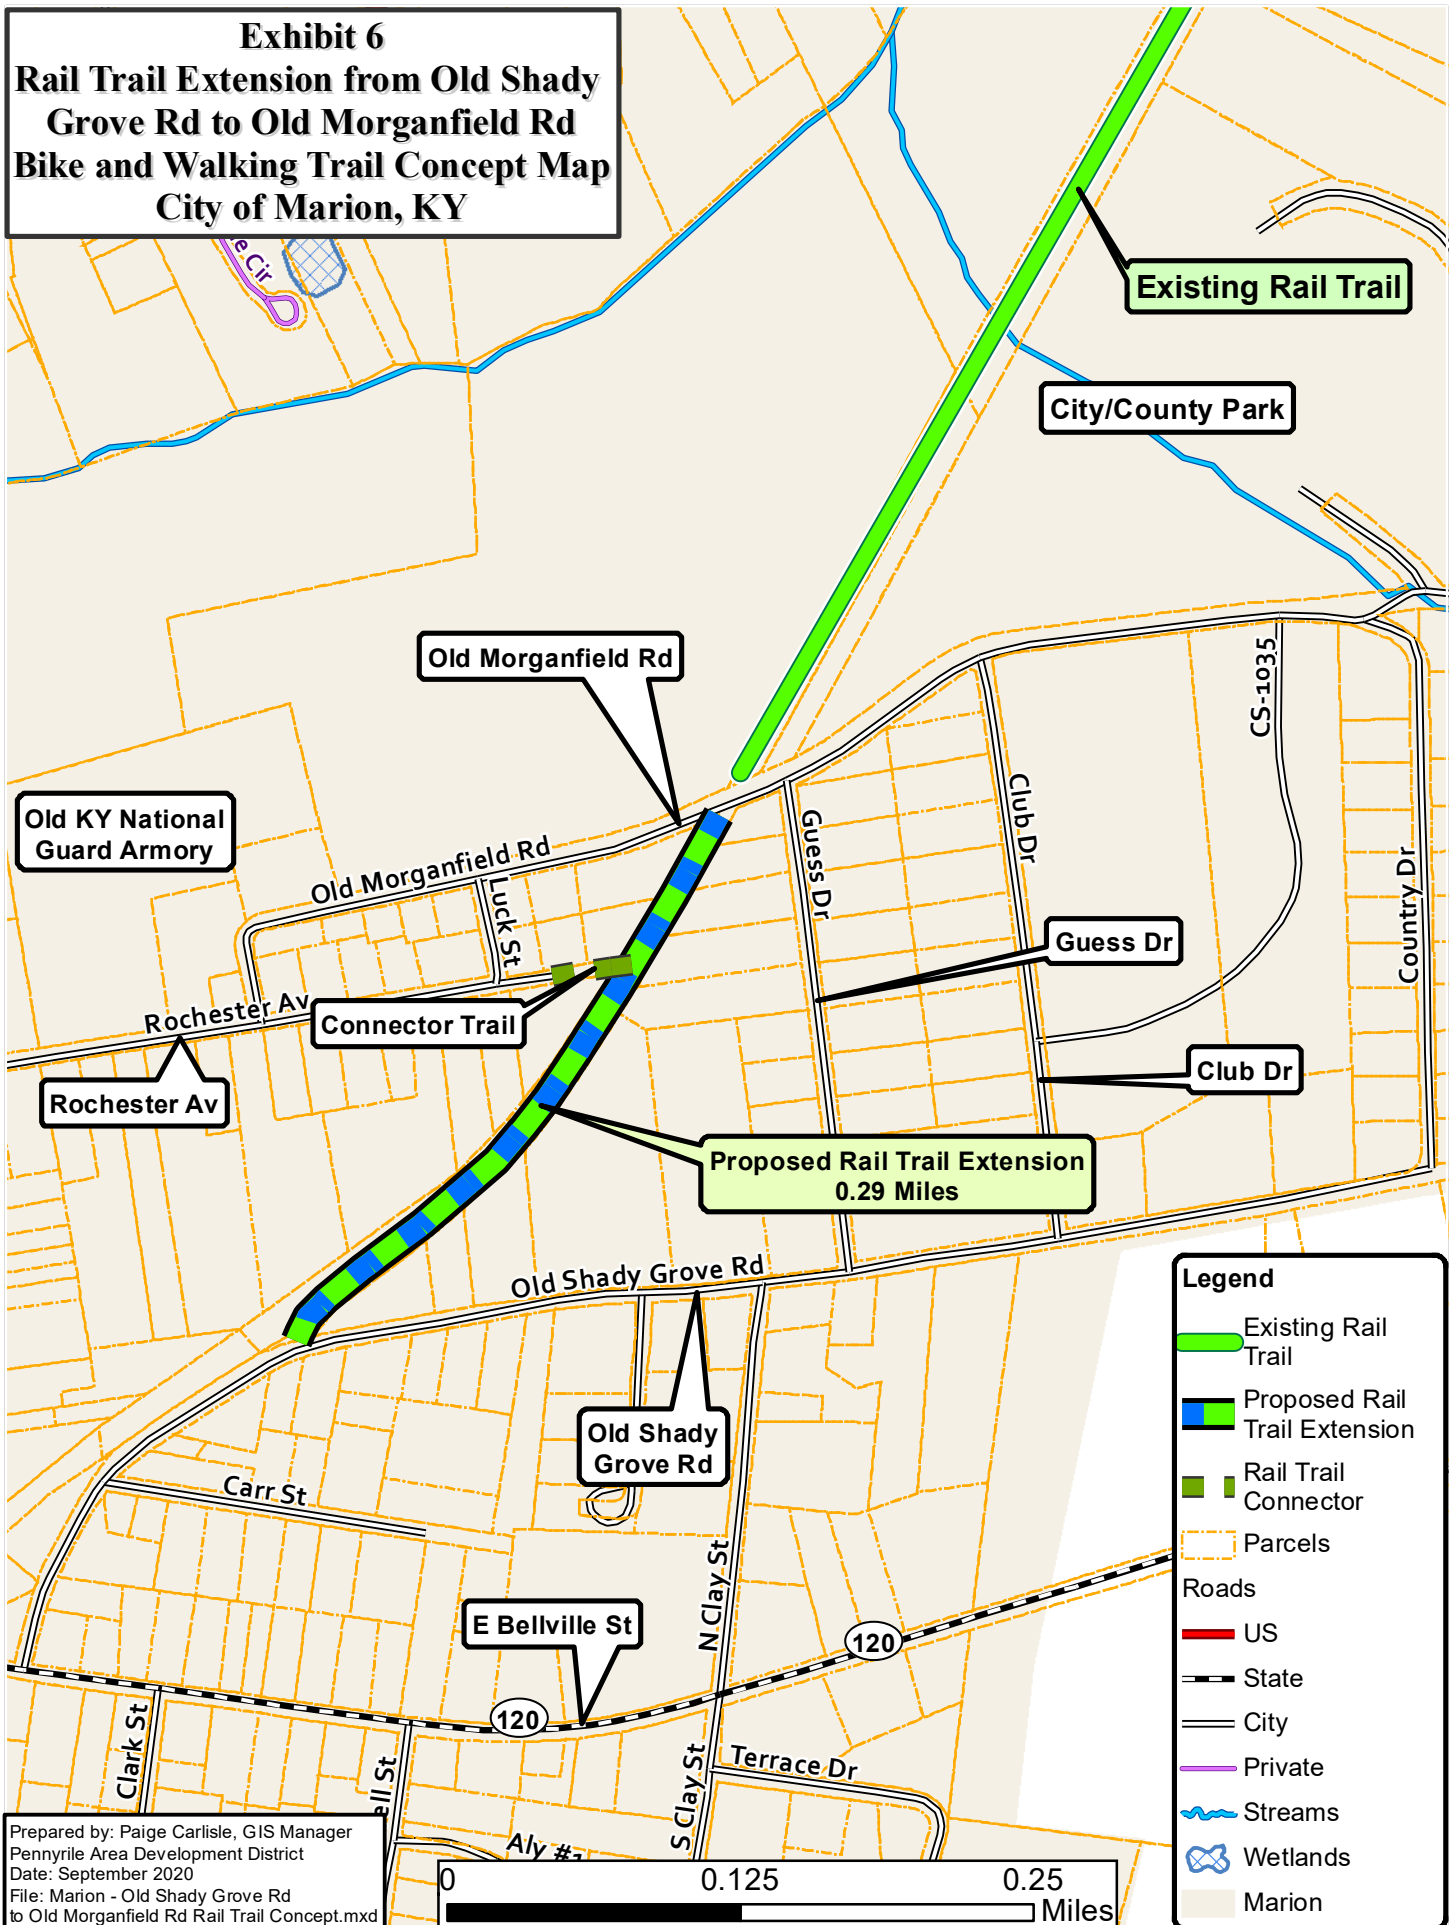 Exhibit 6
Rail Trail Extension from Old Shady
Grove Rd to Old Morganfield Rd
Bike and Walking Trail Concept Map
City of Marion, KY
e Cir
Existing Rail Trail
City/County Park
Old Morganfield Rd
CS-1035
Old KY National
Guard Armory
Old Morganfield Rd
Luck St
Guess Dr
Club Dr
Country Dr
Guess Dr
Rochester Av
Connector Trail
Club Dr
Rochester Av
Proposed Rail Trail Extension
0.29 Miles
Old Shady Grove Rd
Old Shady
Grove Rd
Carr St
N Clay St
E Bellville St
120
120
Clark St
ell St
S Clay St
Terrace Dr
Aly #1
Legend
Existing Rail
Trail
Proposed Rail
Trail Extension
Rail Trail
Connector
Parcels
Roads
US
State
City
Private
Streams
Wetlands
Marion
Prepared by: Paige Carlisle, GIS Manager
Pennyrile Area Development District
Date: September 2020
File: Marion - Old Shady Grove Rd
to Old Morganfield Rd Rail Trail Concept.mxd
0 0.125 0.25
Miles